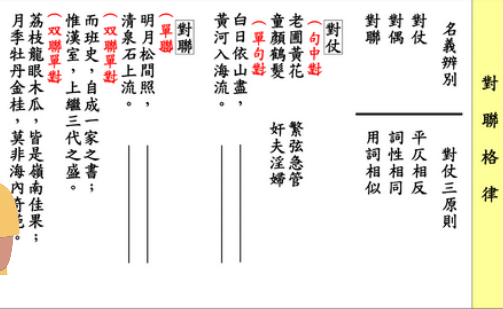 對聯格律
名義辨別　對仗三原則
對仗　平仄相反
對偶　詞性相同
對聯　用詞相似
對仗
(句中對
老圃黃花　繁弦急管
童顏鶴髮　奸夫淫婦
(單句對
白日依山盡，
黃河入海流。
對聯
(單聯
明月松間照，
清泉石上流。
(双聯單對
而班史，自成一家之書；
惟漢室，上繼三代之盛。
(双聯單對
荔枝龍眼木瓜，皆是嶺南佳果；
月季牡丹金桂，莫非海內奇葩。